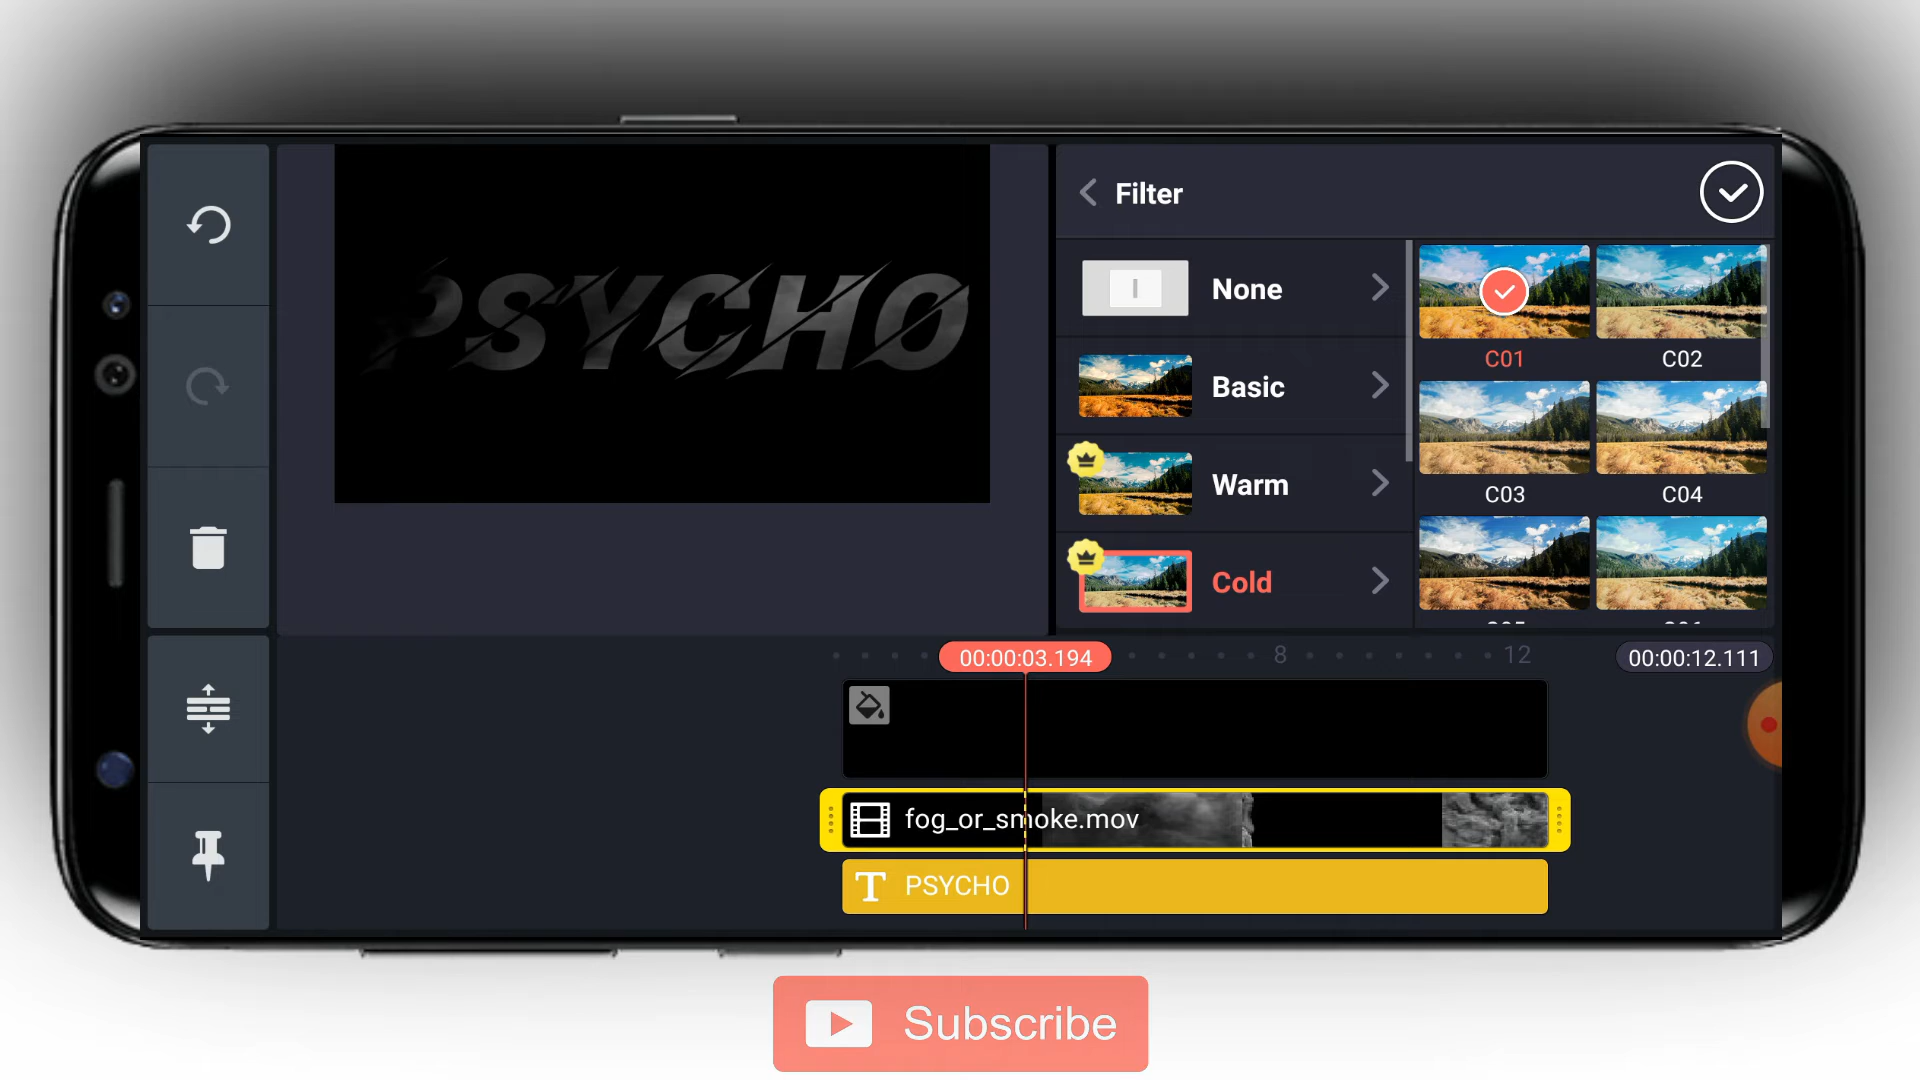 PSYCHO
Filter
None
Basic
Warm
Cold
C01
C02
C03
C04
00:00:03.194
8
12
00:00:12.111
fog_or_smoke.mov
T PSYCHO
Subscribe